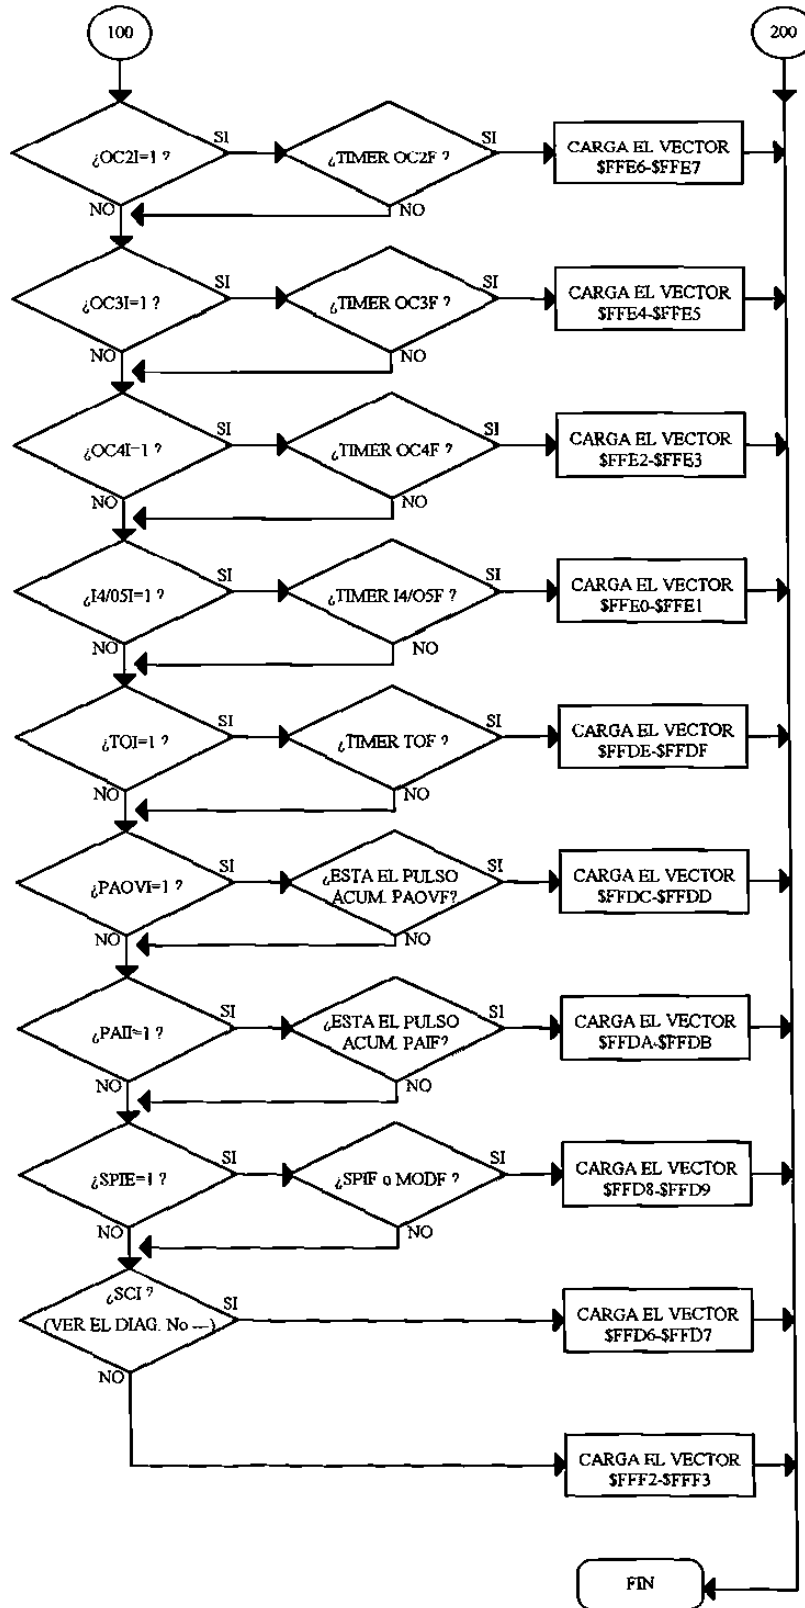 100
200
¿OC2I=1 ?
SI
¿TIMER OC2F ?
SI
CARGA EL VECTOR
$FFE6-$FFE7
NO
NO
¿OC3I=1 ?
SI
¿TIMER OC3F ?
SI
CARGA EL VECTOR
$FFE4-$FFE5
NO
NO
¿OC4I=1 ?
SI
¿TIMER OC4F ?
SI
CARGA EL VECTOR
$FFE2-$FFE3
NO
NO
¿I4/05I=1 ?
SI
¿TIMER I4/O5F ?
SI
CARGA EL VECTOR
$FFE0-$FFE1
NO
NO
¿TOI=1 ?
SI
¿TIMER TOF ?
SI
CARGA EL VECTOR
$FFDE-$FFDF
NO
NO
¿PAOVI=1 ?
SI
¿ESTA EL PULSO
ACUM. PAOVF?
SI
CARGA EL VECTOR
$FFDC-$FFDD
NO
NO
¿PAII=1 ?
SI
¿ESTA EL PULSO
ACUM. PAIF?
SI
CARGA EL VECTOR
$FFDA-$FFDB
NO
NO
¿SPIE=1 ?
SI
¿SPIF o MODF ?
SI
CARGA EL VECTOR
$FFD8-$FFD9
NO
NO
¿SCI ?
(VER EL DIAG. No ---)
SI
CARGA EL VECTOR
$FFD6-$FFD7
NO
CARGA EL VECTOR
$FFF2-$FFF3
FIN